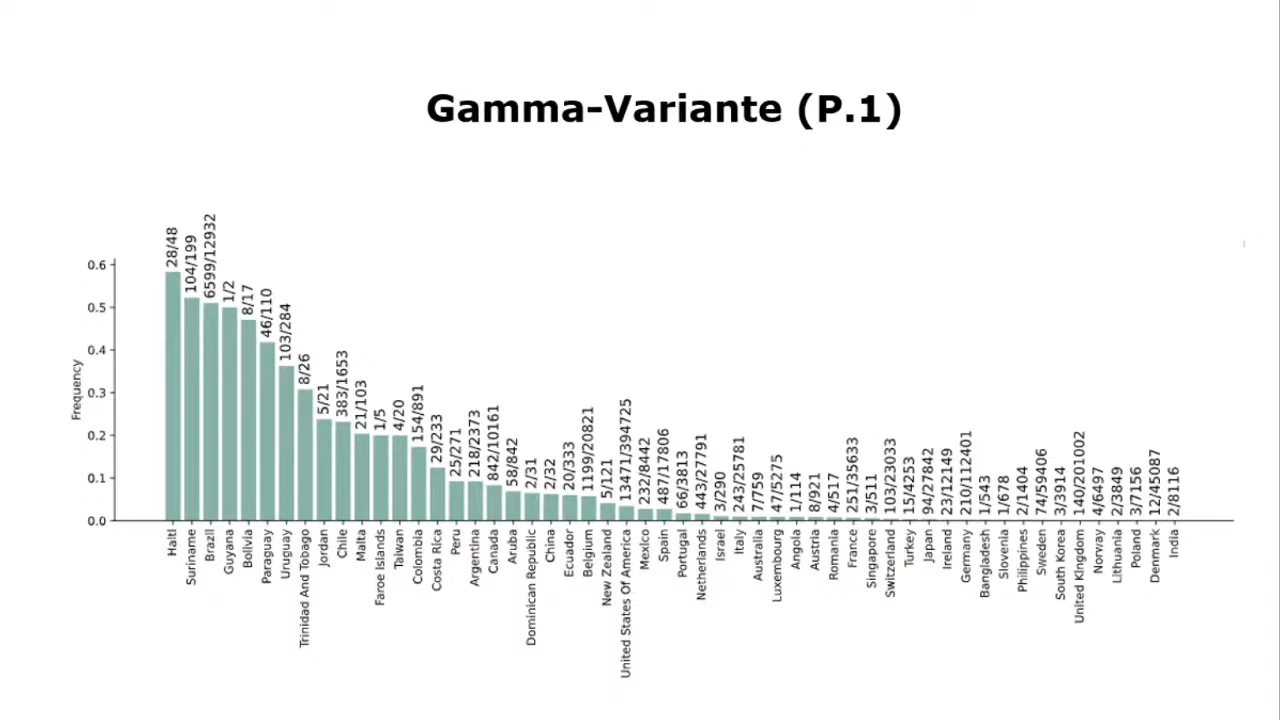 Gamma-Variante (P.1)
Frequency
0.6
0.5
0.4
0.3
0.2
0.1
0.0
28/48
104/199
6599/12932
1/2
8/17
46/110
103/284
8/26
5/21
383/1653
21/103
1/5
4/20
154/891
29/233
25/271
218/2373
842/10161
58/842
2/31
2/32
20/333
1199/20821
5/121
13471/394725
232/8442
487/17806
66/3813
443/27791
3/290
243/25781
7/759
47/5275
1/114
8/921
4/517
251/35633
3/511
103/23033
15/4253
94/27842
23/12149
210/112401
1/543
1/678
2/1404
74/59406
3/3914
140/201002
4/6497
2/3849
3/7156
12/45087
2/8116
Haiti
Suriname
Brazil
Guyana
Bolivia
Paraguay
Uruguay
Trinidad And Tobago
Jordan
Chile
Malta
Faroe Islands
Taiwan
Colombia
Costa Rica
Peru
Argentina
Canada
Aruba
Dominican Republic
China
Ecuador
Belgium
New Zealand
United States Of America
Mexico
Spain
Portugal
Netherlands
Israel
Italy
Australia
Luxembourg
Angola
Austria
Romania
France
Singapore
Switzerland
Turkey
Japan
Ireland
Germany
Bangladesh
Slovenia
Philippines
Sweden
South Korea
United Kingdom
Norway
Lithuania
Poland
Denmark
India